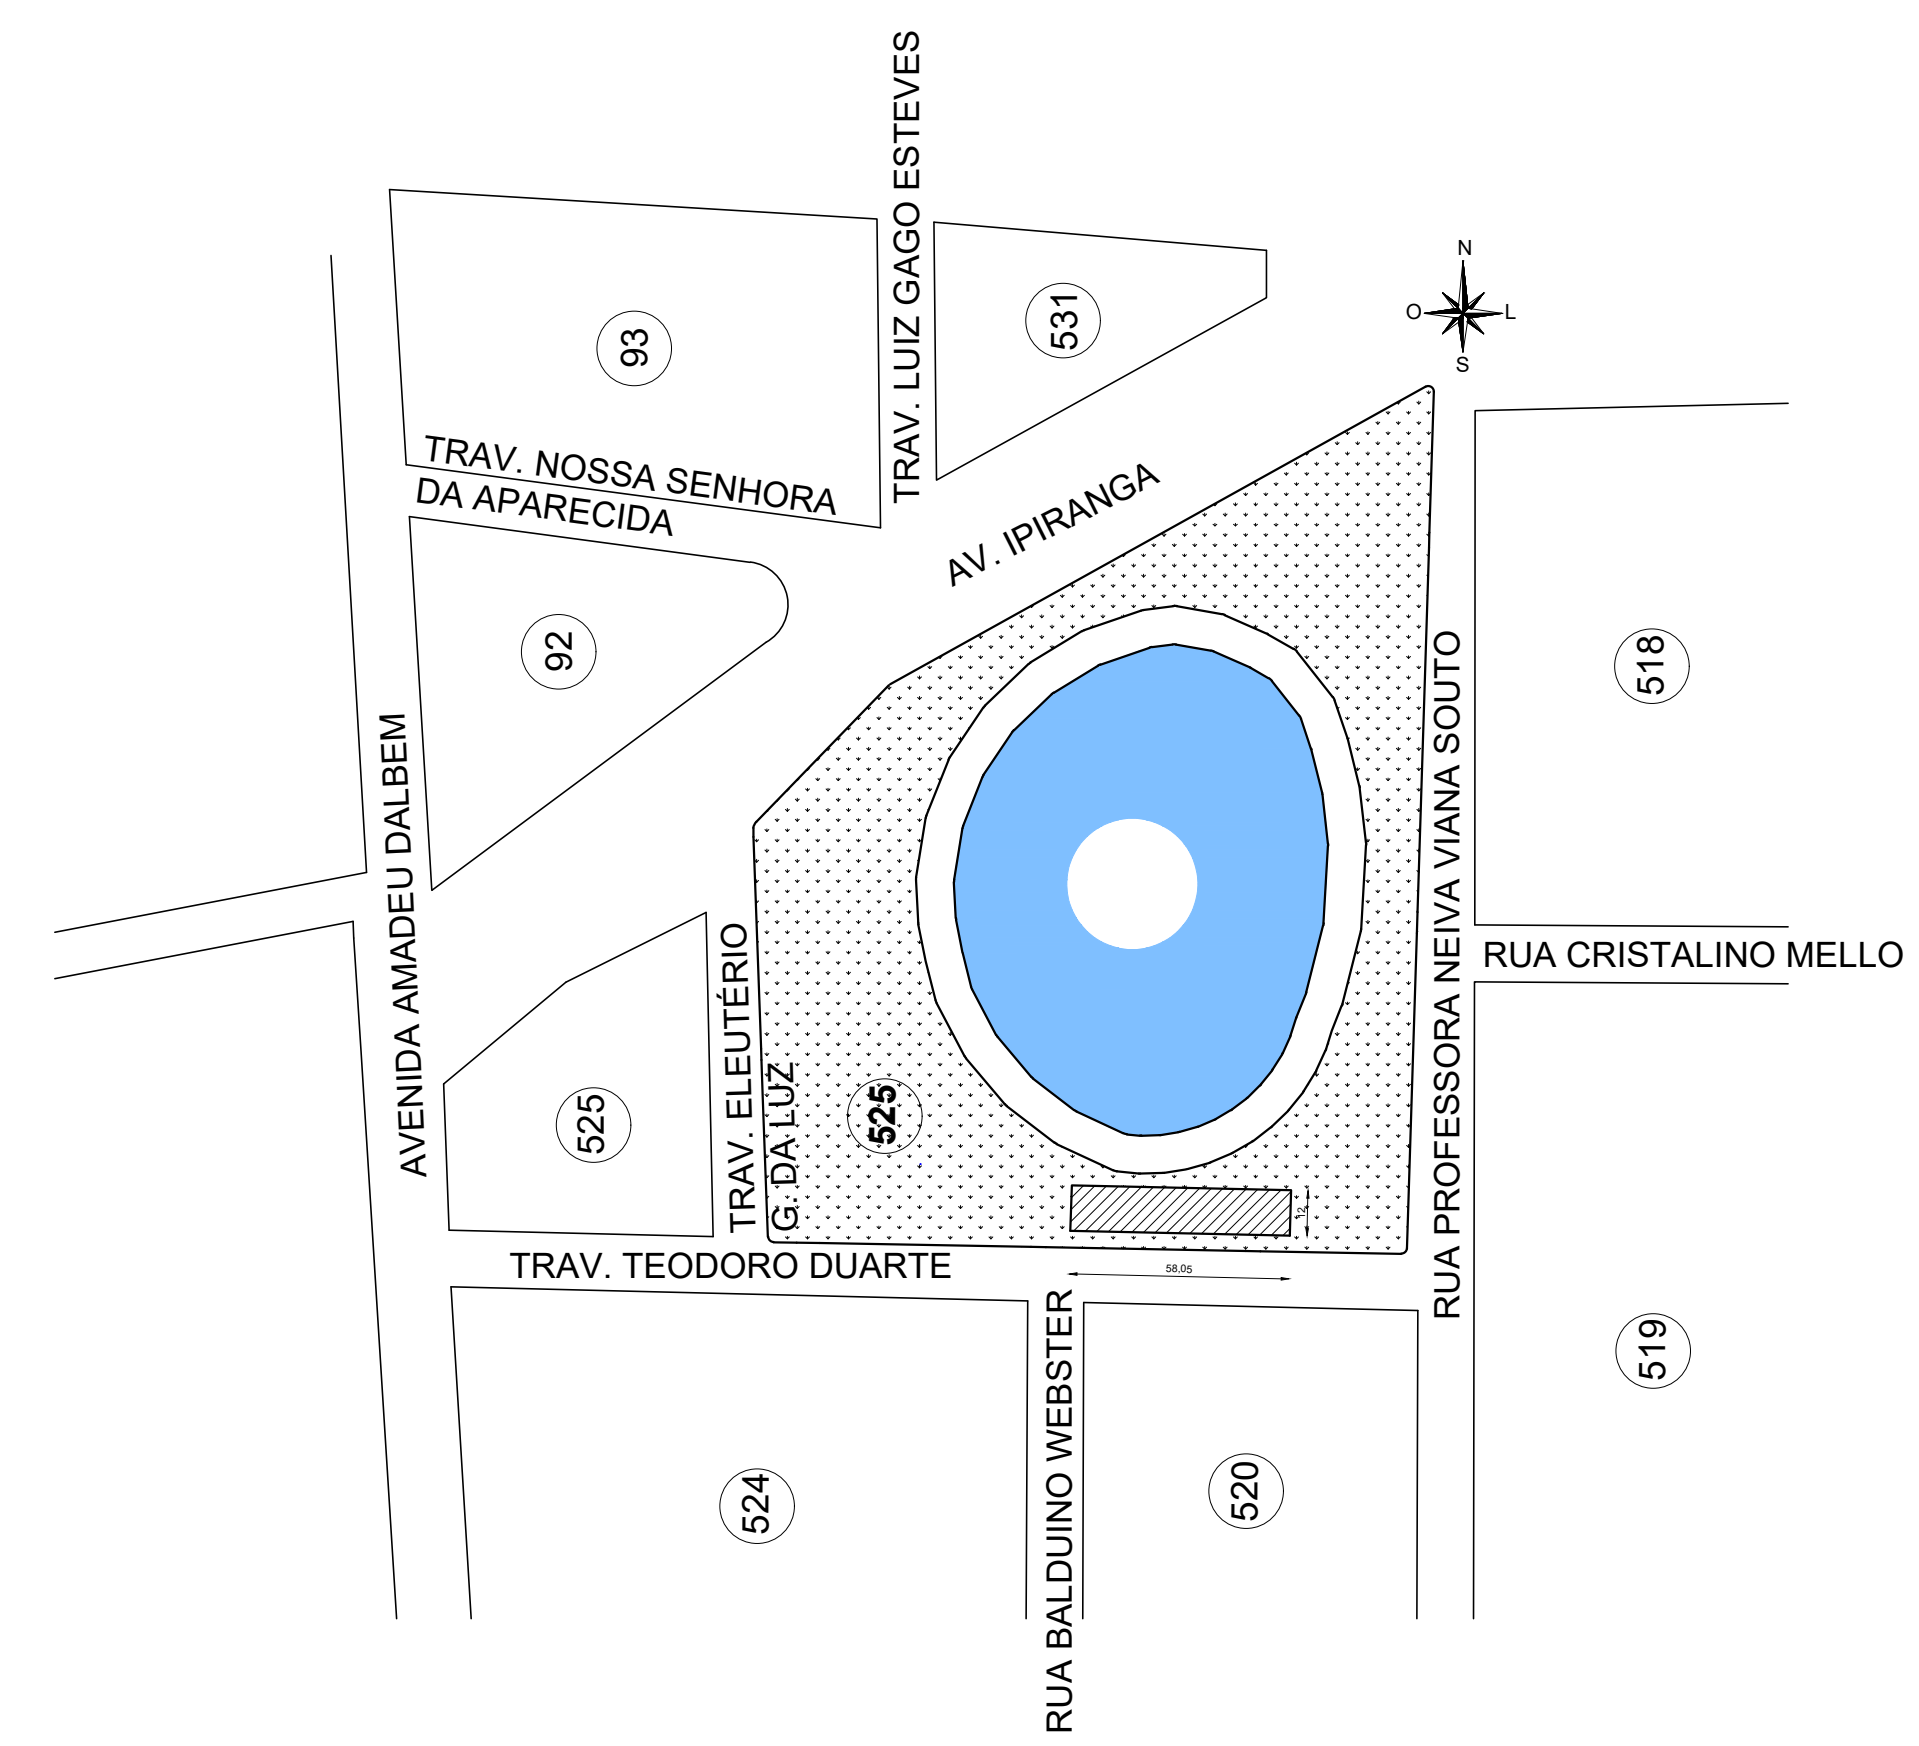 TRAV. LUIZ GAGO ESTEVES
N
O
L
S
531
93
TRAV. NOSSA SENHORA
DA APARECIDA
AV. IPIRANGA
92
518
AVENIDA AMADEU DALBEM
RUA PROFESSORA NEIVA VIANA SOUTO
RUA CRISTALINO MELLO
TRAV. ELEUTÉRIO
G. DA LUZ
525
525
12
TRAV. TEODORO DUARTE
58,05
RUA BALDUINO WEBSTER
519
524
520